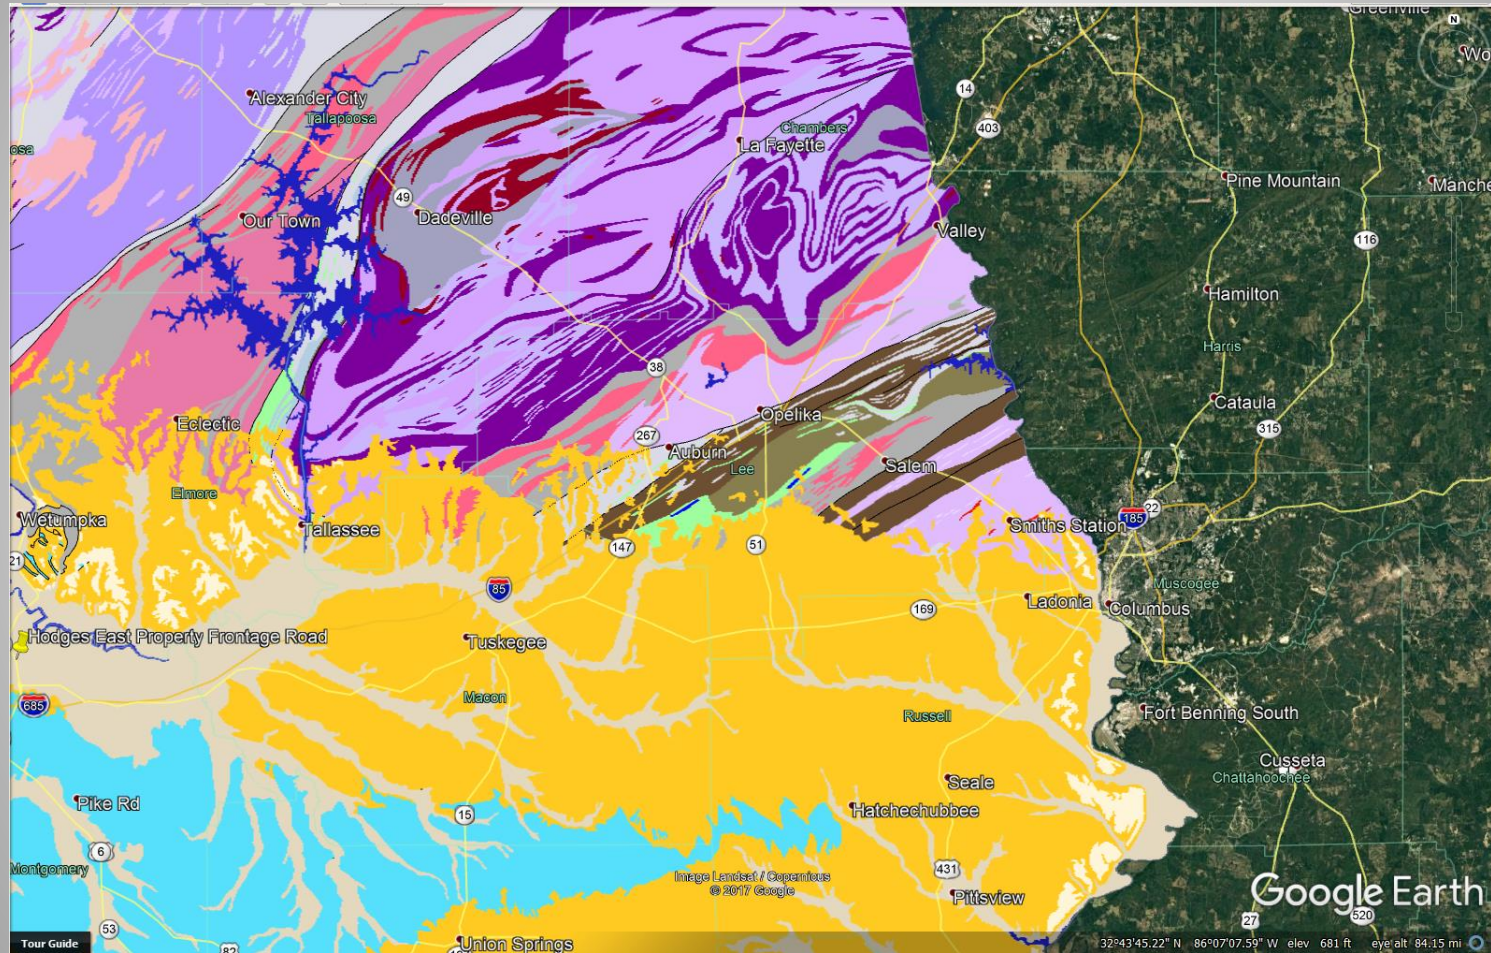 Greenville
N
Wo
14
Alexander City
Tallapoosa
403
Chambers
La Fayette
osa
Pine Mountain
Manche
49
Our Town
Dadeville
Valley
116
Hamilton
Harris
38
Cataula
Eclectic
Opelika
315
267
Auburn
Lee
Salem
Elmore
Wetumpka
Tallassee
Smiths Station
185
22
21
147
51
85
Muscogee
169
Ladonia
Columbus
Hodges East Property Frontage Road
Tuskegee
Macon
685
Russell
Fort Benning South
Cusseta
Chattahoochee
Seale
Pike Rd
Hatchechubbee
15
6
Montgomery
431
Image Landsat / Copernicus
© 2017 Google
Pittsview
Google Earth
27
520
53
Tour Guide
82
Union Springs
32°43'45.22" N 86°07'07.59" W elev 681 ft eye alt 84.15 mi